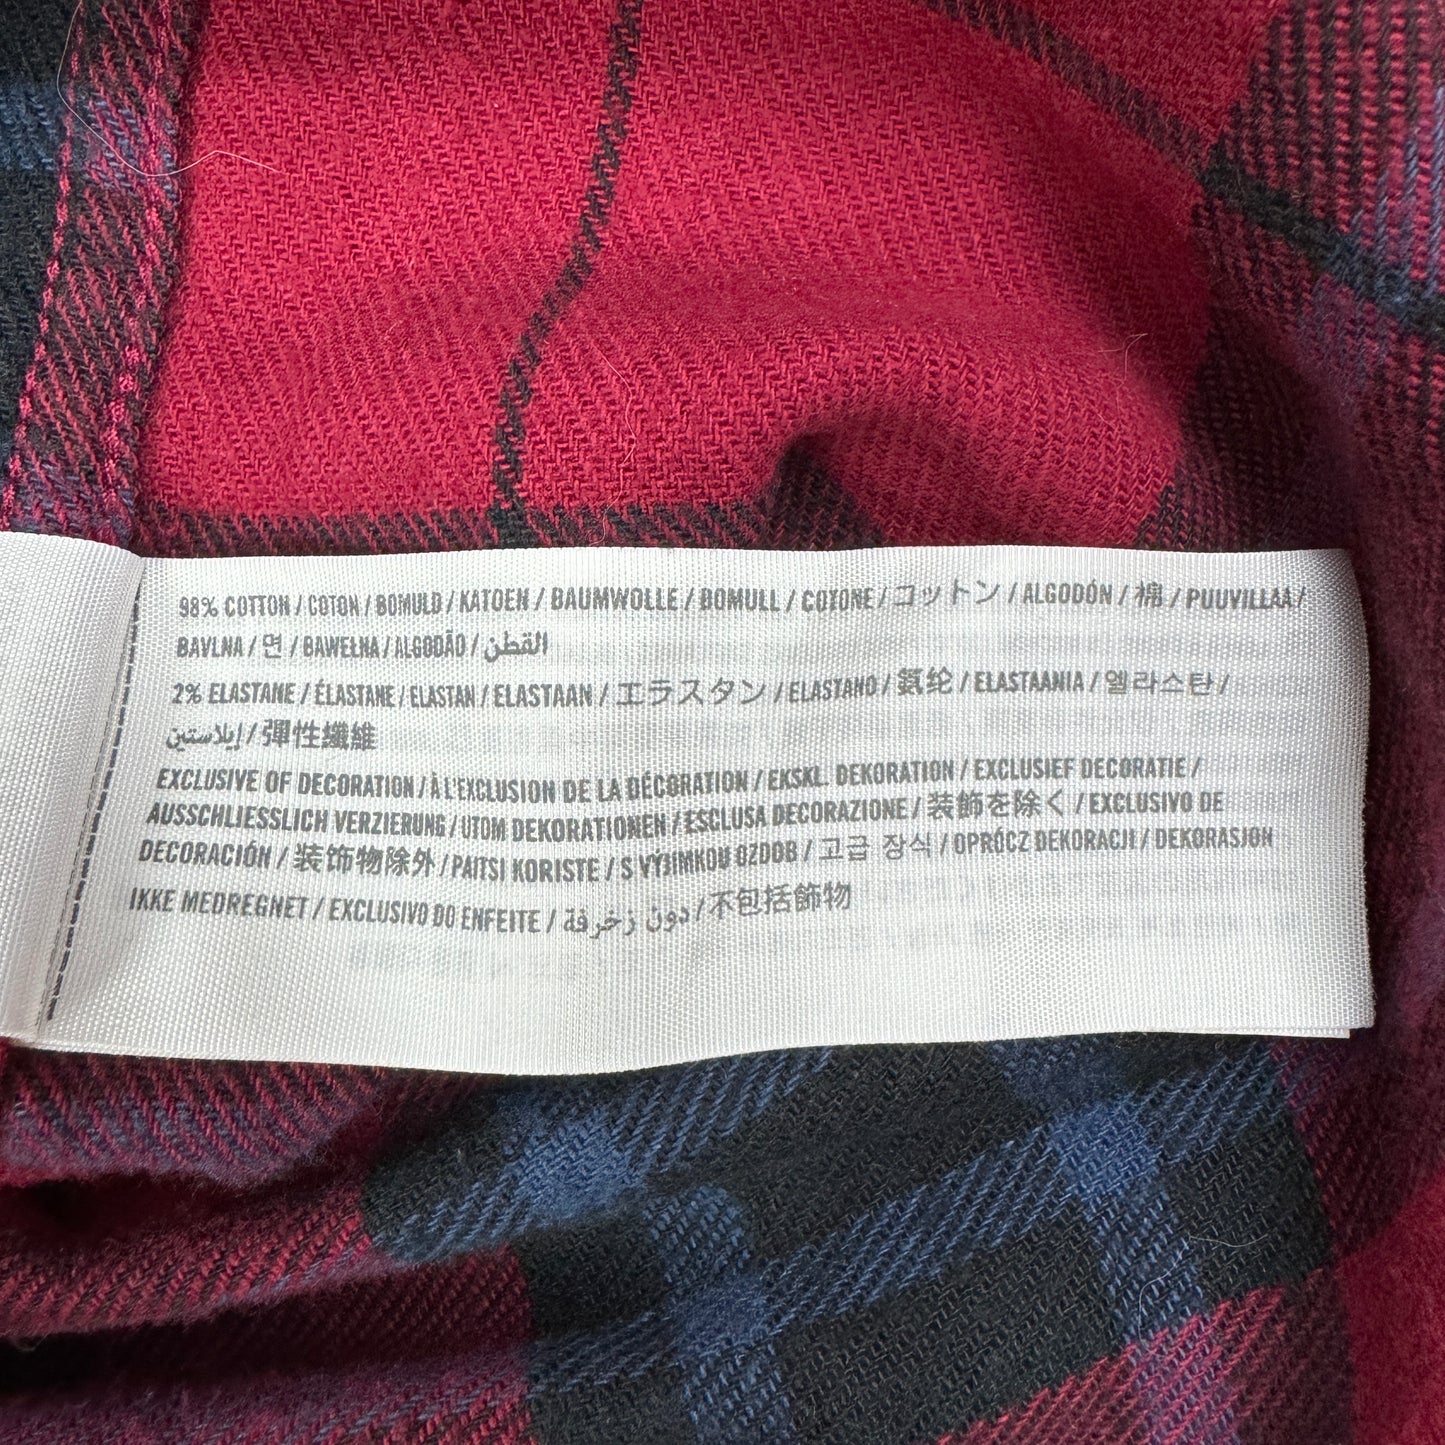 98% COTTON / COTON / BOMULD / KATOEN / BAUMWOLLE / BOMULL / COTONE / コットン / ALGODÓN / 棉 / PUUVILLAA /
BAVLNA / 면 / BAWEŁNA / ALGODÃO / القطن
2% ELASTANE / ÉLASTANE / ELASTAN / ELASTAAN / エラスタン / ELASTANO / 氨纶 / ELASTAANIA / 엘라스탄 /
إيلاستين / 彈性纖維
EXCLUSIVE OF DECORATION / À L'EXCLUSION DE LA DÉCORATION / EKSKL. DEKORATION / EXCLUSIEF DECORATIE /
AUSSCHLIESSLICH VERZIERUNG / UTOM DEKORATIONEN / ESCLUSA DECORAZIONE / 装飾を除く / EXCLUSIVO DE
DECORACIÓN / 装饰物除外 / PAITSI KORISTE / S VÝJIMKOU OZDOB / 고급 장식 / OPRÓCZ DEKORACJI / DEKORASJON
IKKE MEDREGNET / EXCLUSIVO DO ENFEITE / دون زخرفة / 不包括飾物